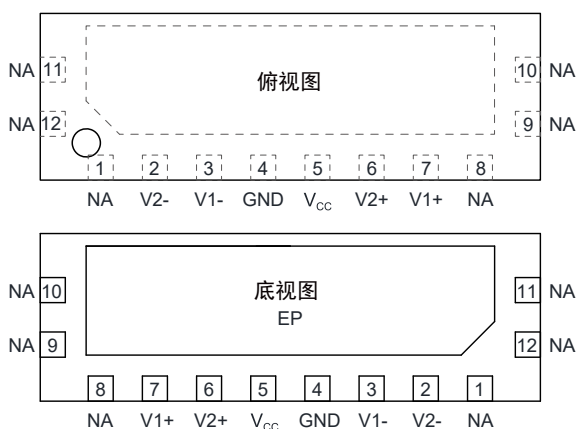 NA 11 俯视图 10 NA
NA 12 9 NA
1 2 3 4 5 6 7 8
NA V2- V1- GND VCC V2+ V1+ NA
NA 10 底视图 11 NA
EP
NA 9 12 NA
8 7 6 5 4 3 2 1
NA V1+ V2+ VCC GND V1- V2- NA